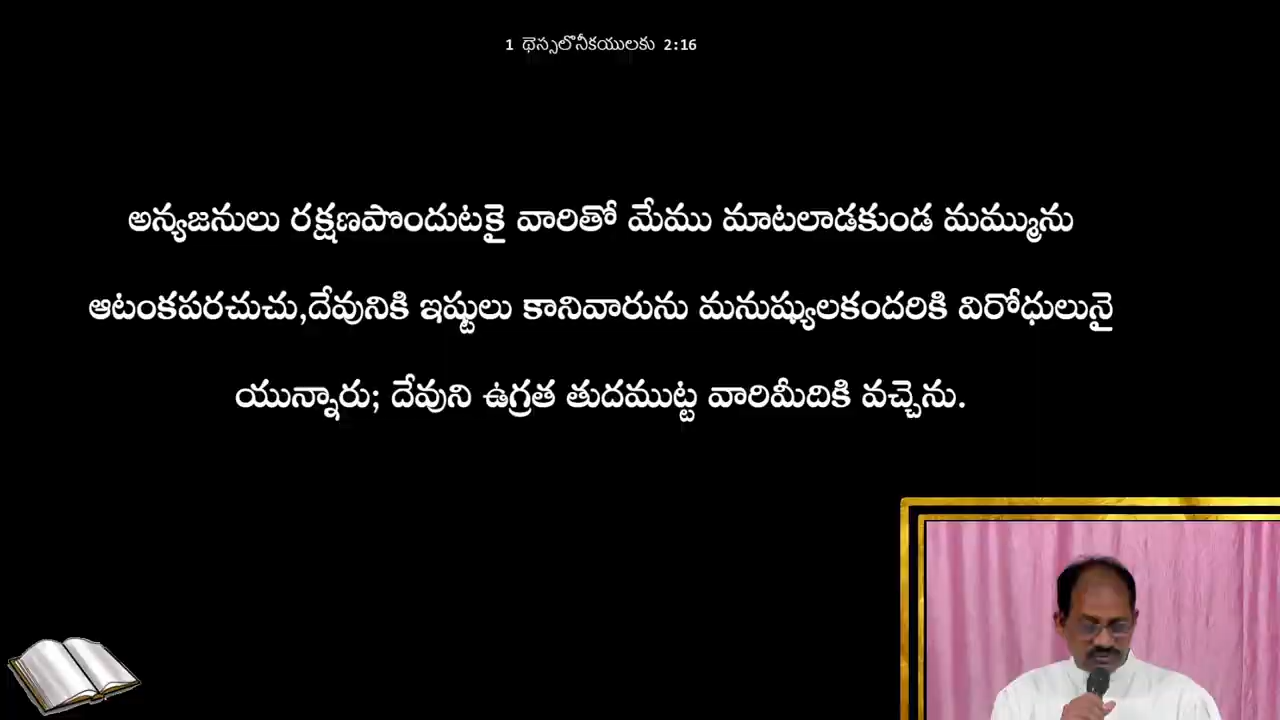 1 థెస్సలొనీకయులకు 2:16
అన్యజనులు రక్షణపొందుటకై వారితో మేము మాటలాడకుండ మమ్మును
ఆటంకపరచుచు,దేవునికి ఇష్టులు కానివారును మనుష్యులకందరికి విరోధులునై
యున్నారు; దేవుని ఉగ్రత తుదముట్ట వారిమీదికి వచ్చెను.